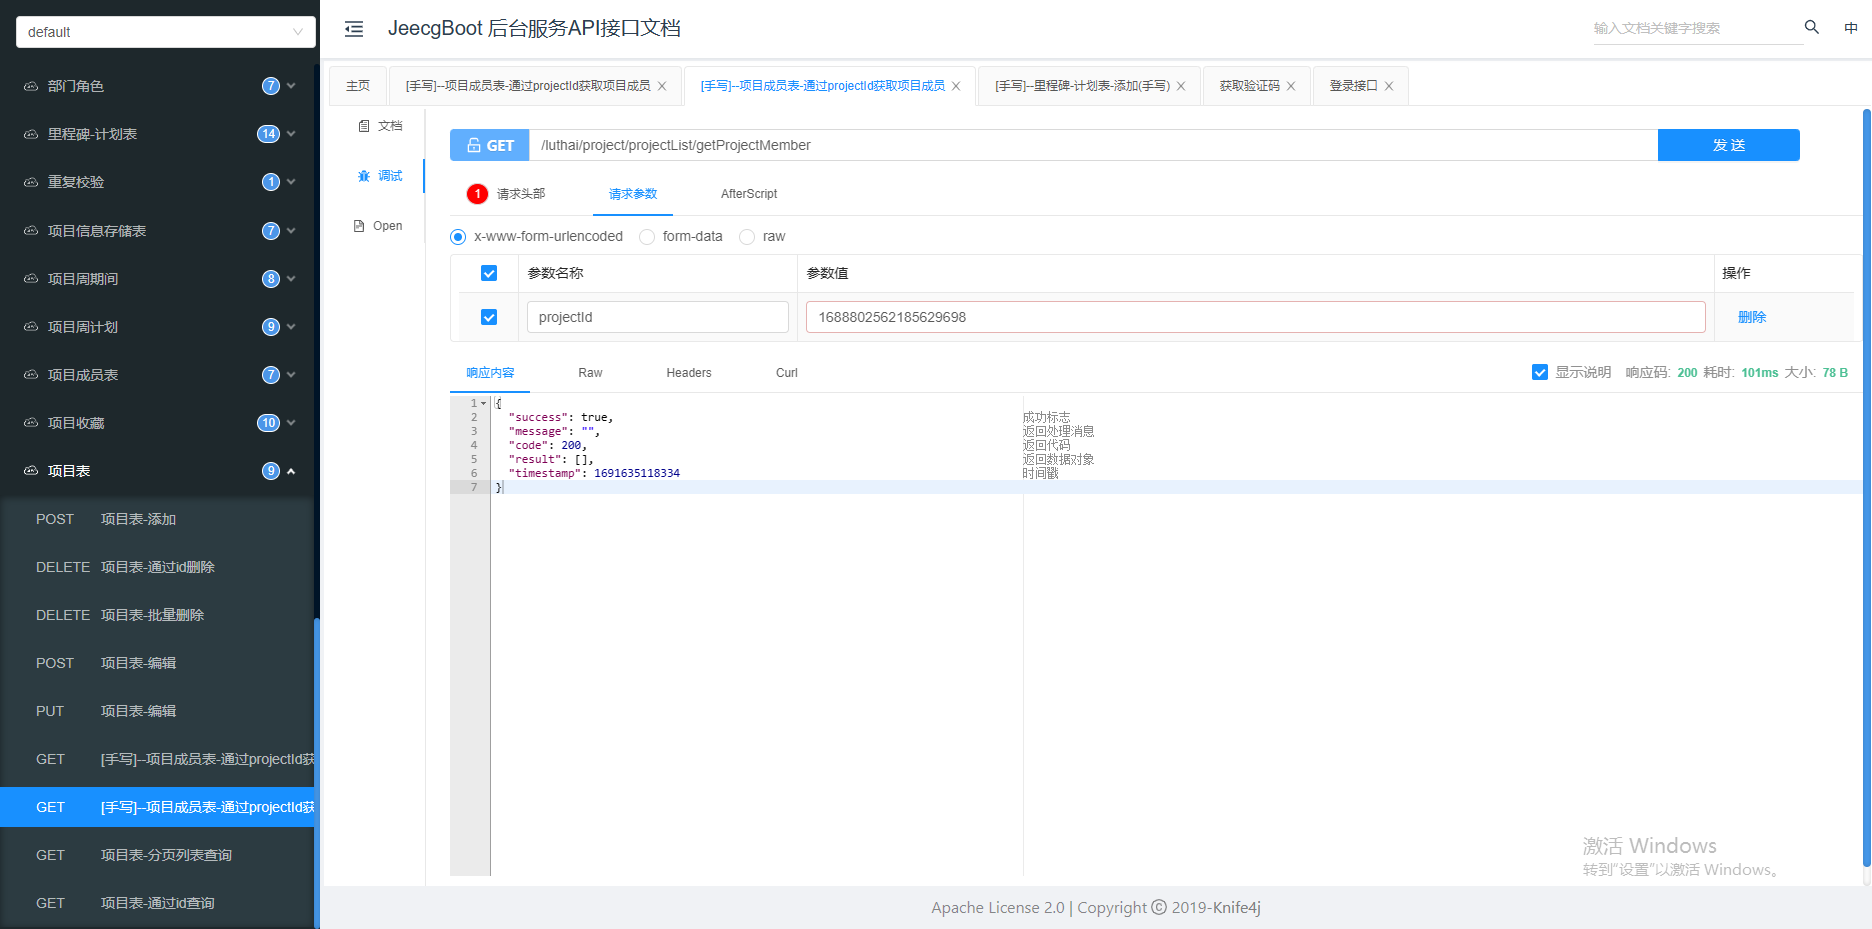 default
部门角色 7
里程碑-计划表 14
重复校验 1
项目信息存储表 7
项目周期间 8
项目周计划 9
项目成员表 7
项目收藏 10
项目表 9
POST 项目表-添加
DELETE 项目表-通过id删除
DELETE 项目表-批量删除
POST 项目表-编辑
PUT 项目表-编辑
GET [手写]--项目成员表-通过projectId获
GET [手写]--项目成员表-通过projectId获
GET 项目表-分页列表查询
GET 项目表-通过id查询
JeecgBoot 后台服务API接口文档
输入文档关键字搜索
中
主页
[手写]--项目成员表-通过projectId获取项目成员
[手写]--项目成员表-通过projectId获取项目成员
[手写]--里程碑-计划表-添加(手写)
获取验证码
登录接口
文档
调试
Open
GET /luthai/project/projectList/getProjectMember 发 送
1 请求头部 请求参数 AfterScript
x-www-form-urlencoded form-data raw
参数名称 参数值 操作
projectId 1688802562185629698 删除
响应内容 Raw Headers Curl 显示说明 响应码: 200 耗时: 101ms 大小: 78 B
1 {
2 "success": true, 成功标志
3 "message": "", 返回处理消息
4 "code": 200, 返回代码
5 "result": [], 返回数据对象
6 "timestamp": 1691635118334 时间戳
7 }
激活 Windows
转到“设置”以激活 Windows。
Apache License 2.0 | Copyright © 2019-Knife4j